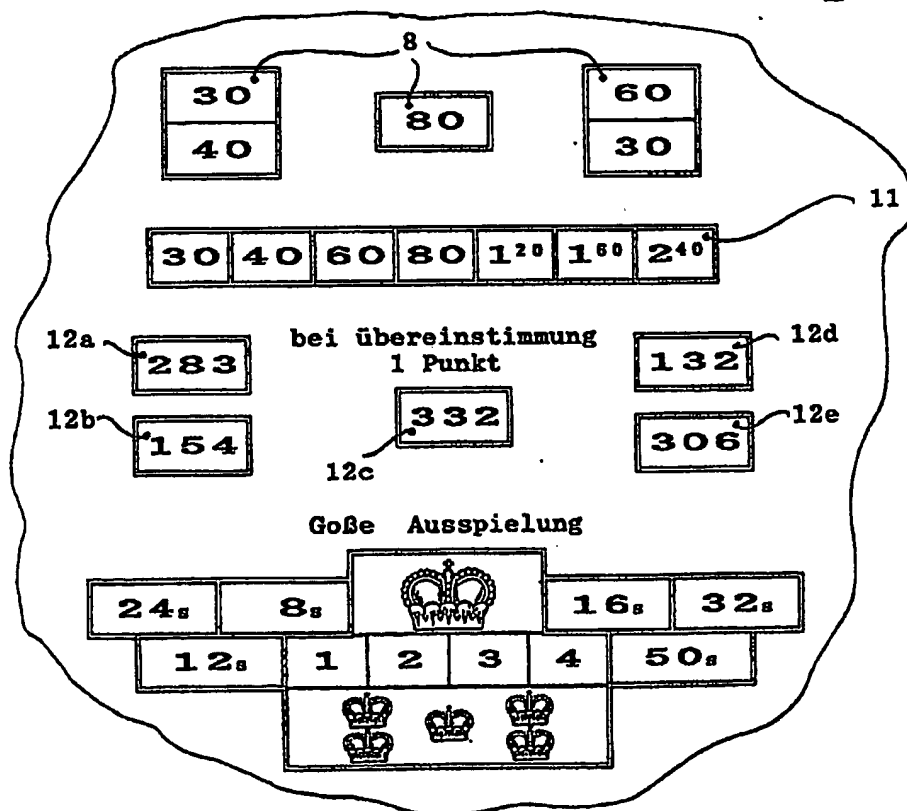 8
30 60
80
40 30
11
30 40 60 80 1²⁰ 1⁶⁰ 2⁴⁰
12a bei übereinstimmung 12d
283 1 Punkt 132
12b 332 12e
154 12c 306
Goße Ausspielung
24s 8s 16s 32s
12s 1 2 3 4 50s